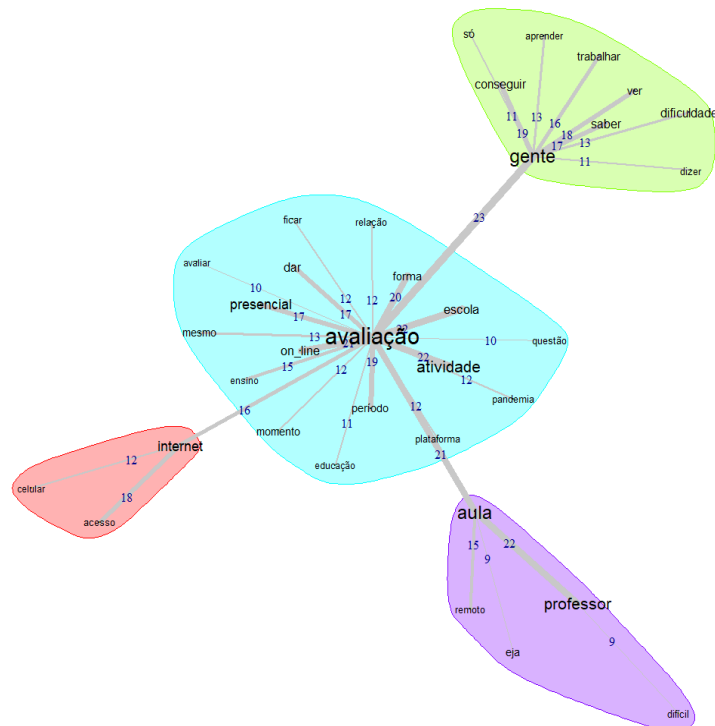 só
aprender
trabalhar
conseguir
ver
dificuldade
saber
11
13
16
18
19
17
13
gente
11
dizer
23
ficar
relação
avaliar
dar
forma
10
12
12
20
presencial
17
17
escola
mesmo
13
avaliação
22
10
questão
on_line
21
15
19
22
atividade
ensino
12
12
pandemia
16
período
12
momento
11
plataforma
internet
educação
21
12
celular
18
acesso
aula
15
22
9
remoto
professor
eja
9
difícil